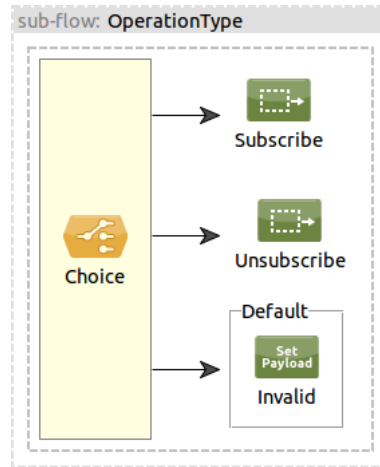 sub-flow: OperationType
Subscribe
Choice
Unsubscribe
Default
Set
Payload
Invalid